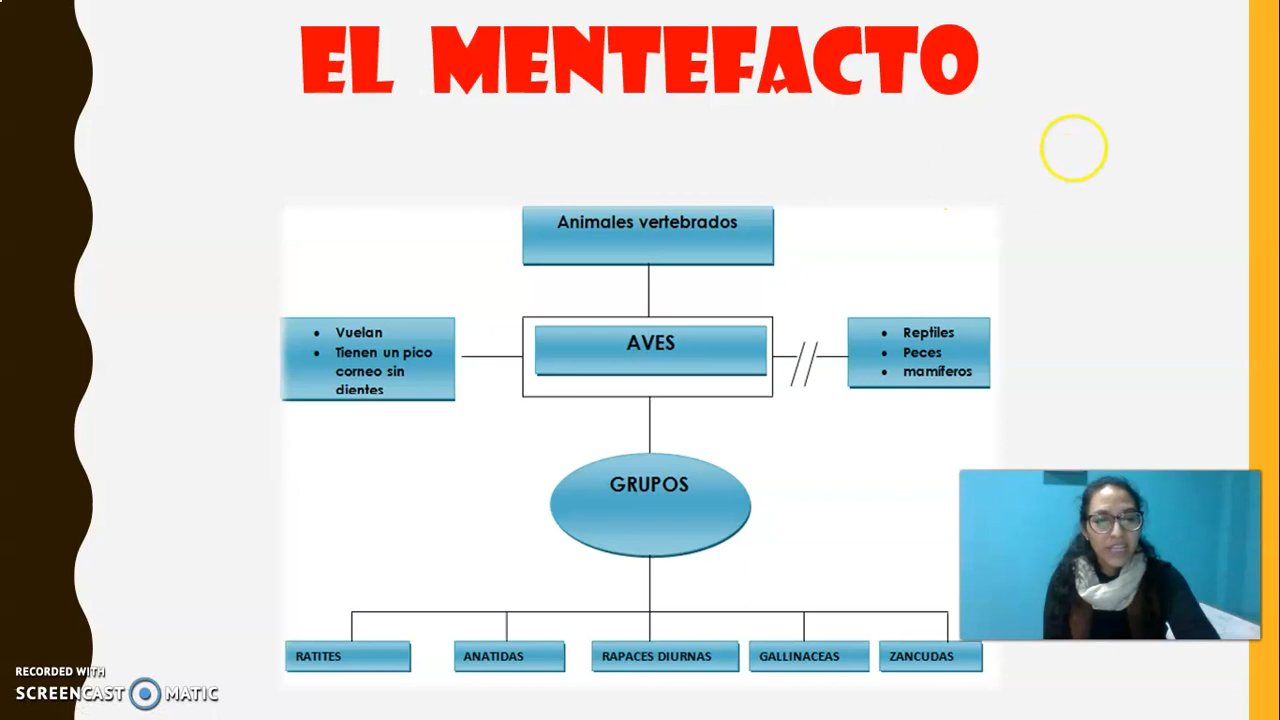 EL MENTEFACTO
Animales vertebrados
• Vuelan
• Tienen un pico
corneo sin
dientes
AVES
• Reptiles
• Peces
• mamíferos
GRUPOS
RATITES
ANATIDAS
RAPACES DIURNAS
GALLINACEAS
ZANCUDAS
RECORDED WITH
SCREENCAST MATIC